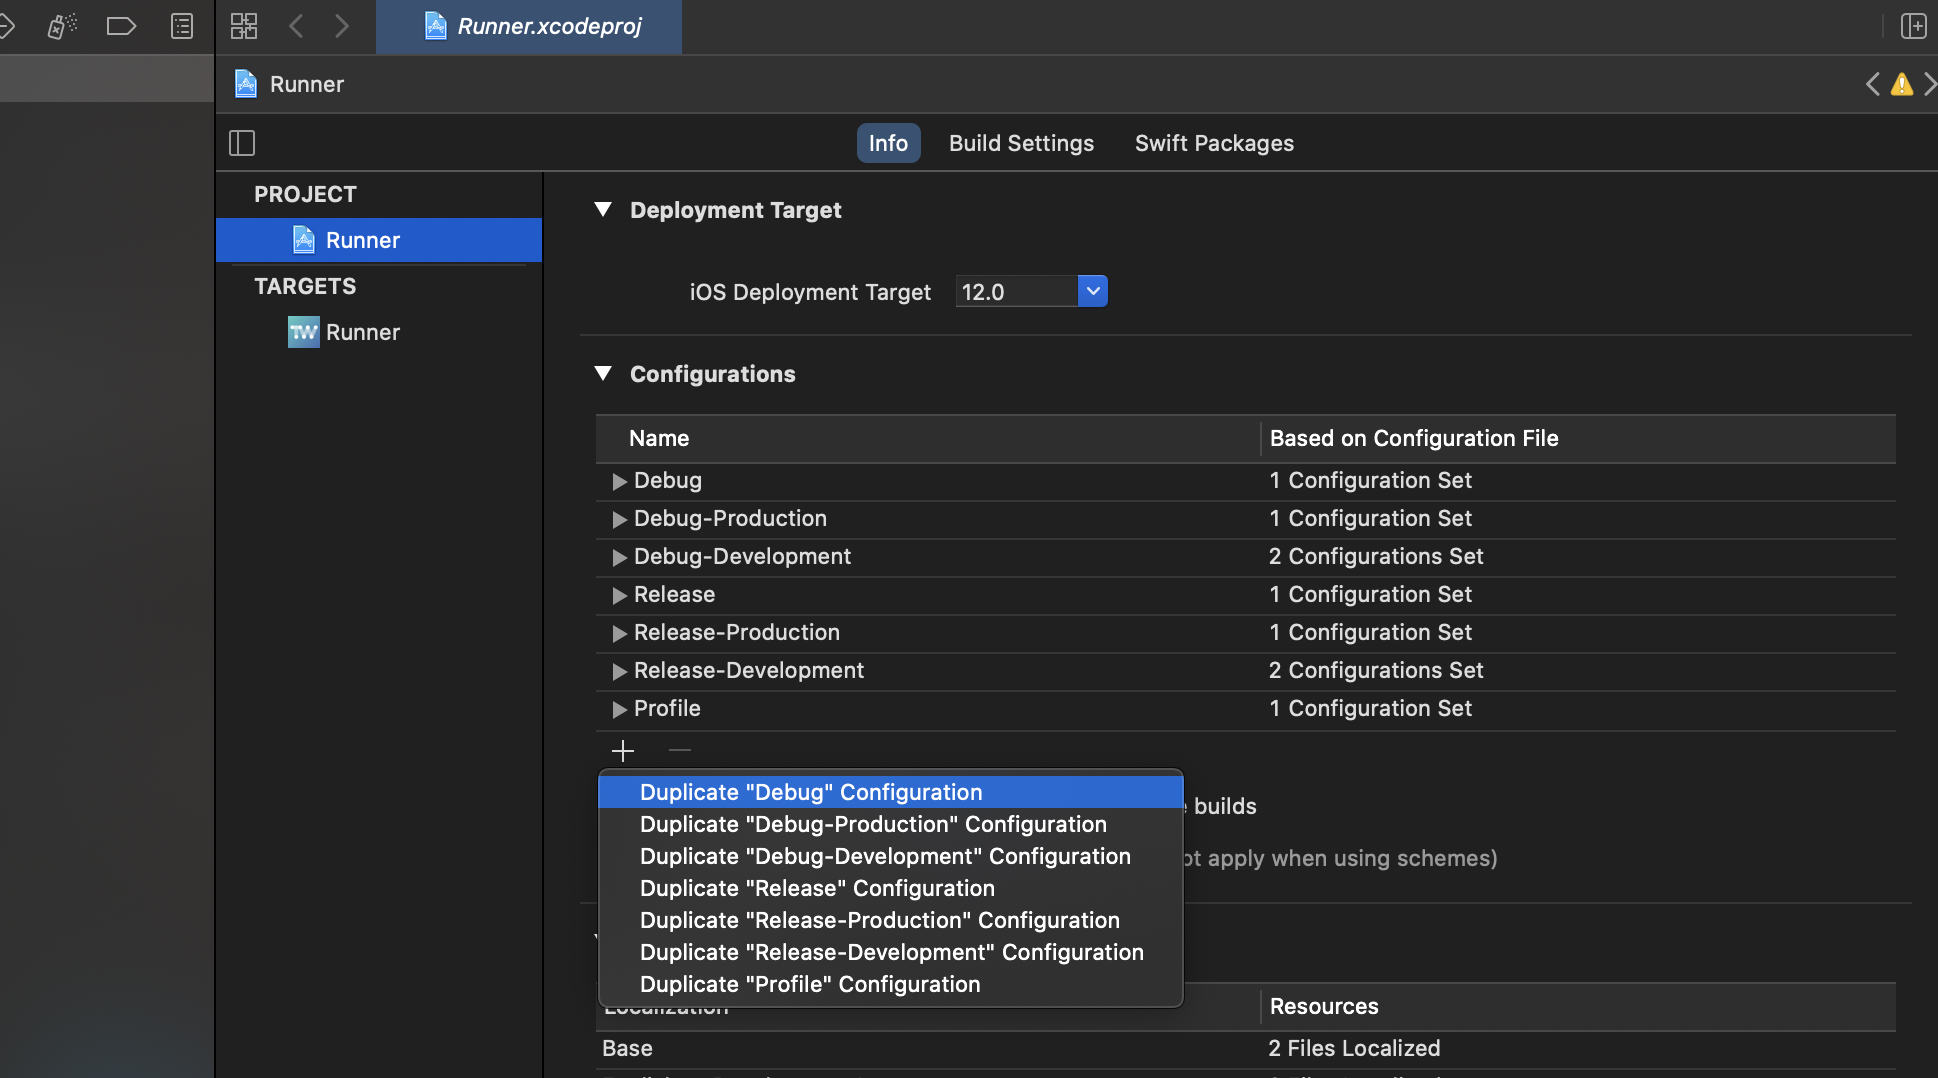 Runner.xcodeproj
Runner
Info Build Settings Swift Packages
PROJECT
Runner
TARGETS
TW Runner
Deployment Target
iOS Deployment Target 12.0
Configurations
Name Based on Configuration File
Debug 1 Configuration Set
Debug-Production 1 Configuration Set
Debug-Development 2 Configurations Set
Release 1 Configuration Set
Release-Production 1 Configuration Set
Release-Development 2 Configurations Set
Profile 1 Configuration Set
Duplicate "Debug" Configuration
Duplicate "Debug-Production" Configuration
builds
Duplicate "Debug-Development" Configuration
apply when using schemes)
Duplicate "Release" Configuration
Duplicate "Release-Production" Configuration
Duplicate "Release-Development" Configuration
Duplicate "Profile" Configuration
Localization Resources
Base 2 Files Localized